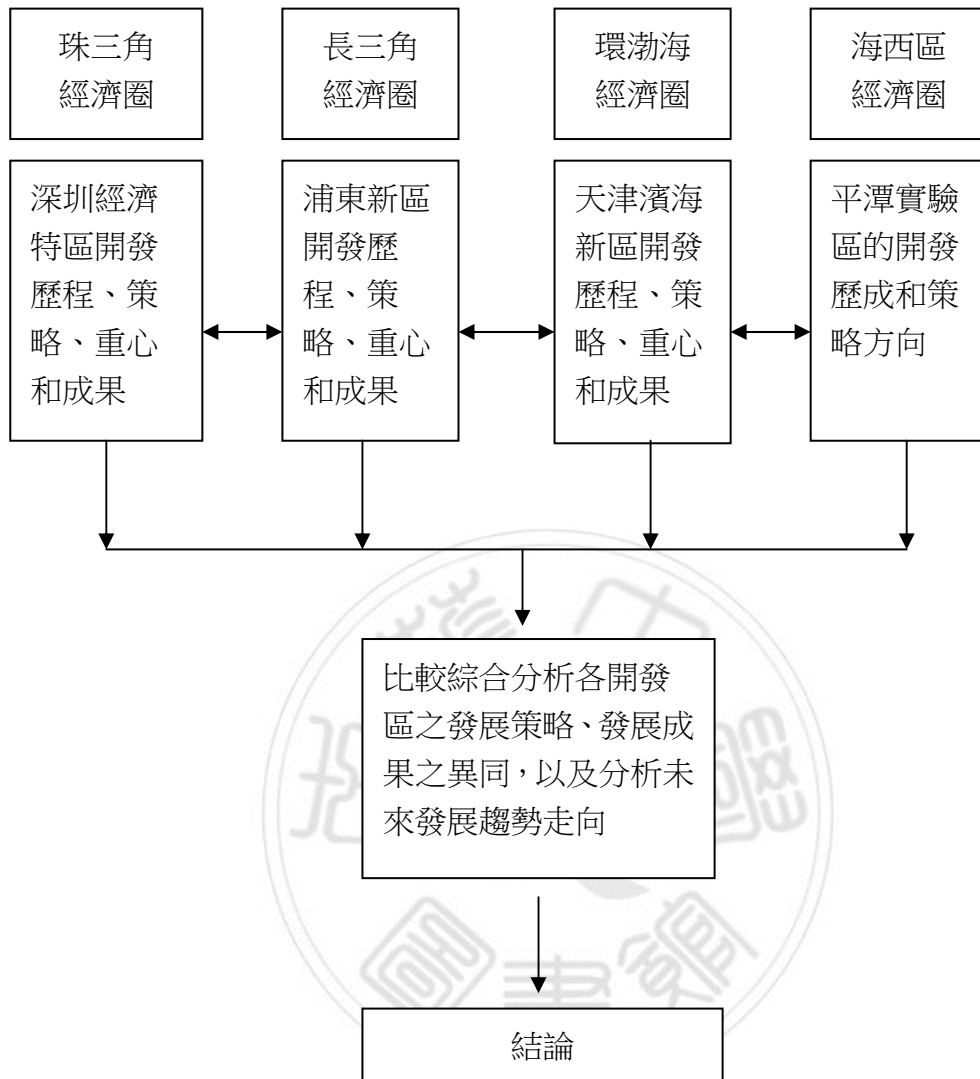 珠三角
經濟圈
長三角
經濟圈
環渤海
經濟圈
海西區
經濟圈
深圳經濟
特區開發
歷程、策
略、重心
和成果
浦東新區
開發歷
程、策
略、重心
和成果
天津濱海
新區開發
歷程、策
略、重心
和成果
平潭實驗
區的開發
歷成和策
略方向
比較綜合分析各開發
區之發展策略、發展成
果之異同，以及分析未
來發展趨勢走向
結論